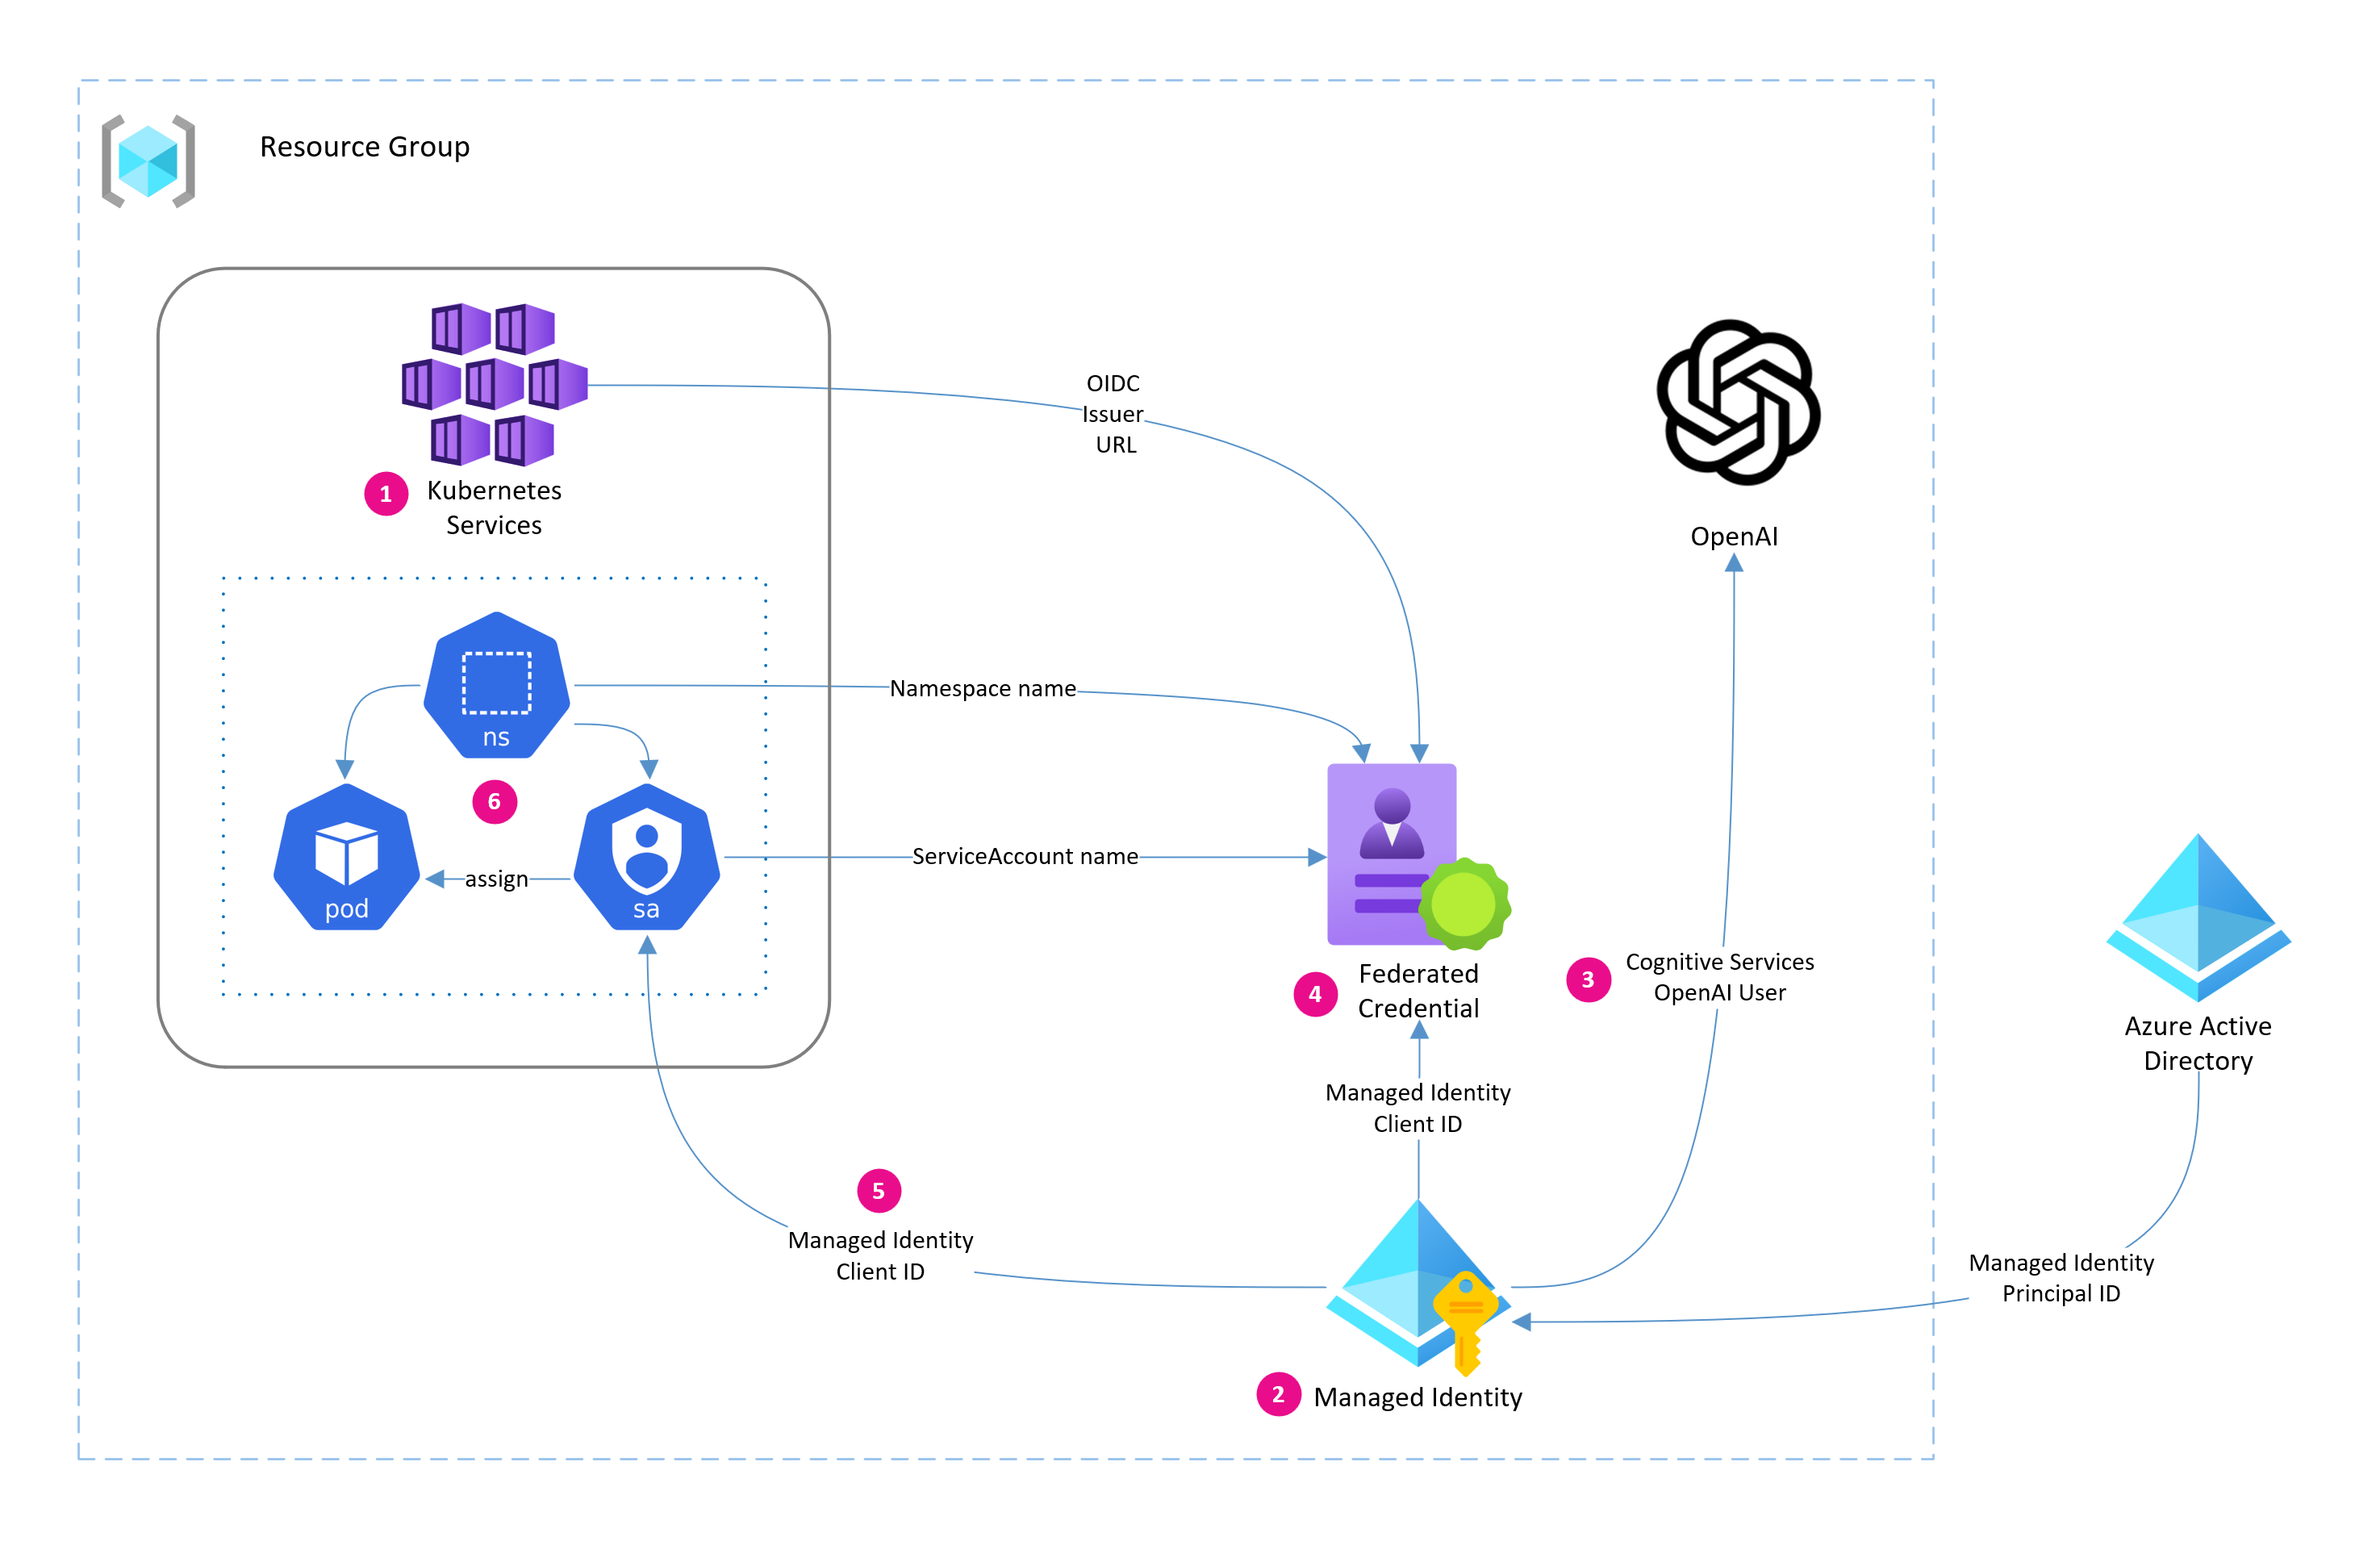 Resource Group
OIDC
Issuer
URL
1
Kubernetes
Services
OpenAI
Namespace name
ns
6
pod
assign
sa
ServiceAccount name
4
Federated
Credential
3
Cognitive Services
OpenAI User
Azure Active
Directory
Managed Identity
Client ID
5
Managed Identity
Client ID
Managed Identity
Principal ID
2
Managed Identity